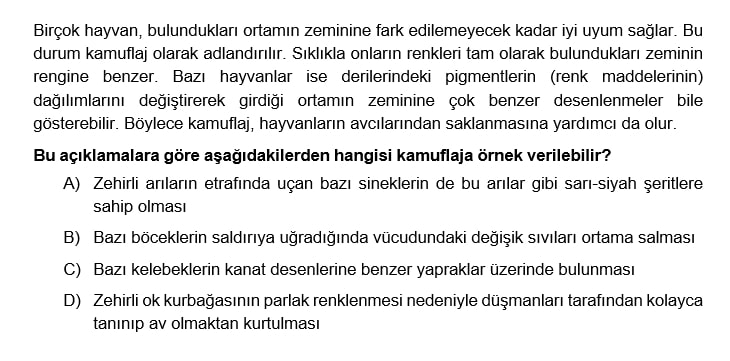 Birçok hayvan, bulundukları ortamın zeminine fark edilemeyecek kadar iyi uyum sağlar. Bu
durum kamuflaj olarak adlandırılır. Sıklıkla onların renkleri tam olarak bulundukları zeminin
rengine benzer. Bazı hayvanlar ise derilerindeki pigmentlerin (renk maddelerinin)
dağılımlarını değiştirerek girdiği ortamın zeminine çok benzer desenlenmeler bile
gösterebilir. Böylece kamuflaj, hayvanların avcılarından saklanmasına yardımcı da olur.
Bu açıklamalara göre aşağıdakilerden hangisi kamuflaja örnek verilebilir?
A) Zehirli arıların etrafında uçan bazı sineklerin de bu arılar gibi sarı-siyah şeritlere
sahip olması
B) Bazı böceklerin saldırıya uğradığında vücudundaki değişik sıvıları ortama salması
C) Bazı kelebeklerin kanat desenlerine benzer yapraklar üzerinde bulunması
D) Zehirli ok kurbağasının parlak renklenmesi nedeniyle düşmanları tarafından kolayca
tanınıp av olmaktan kurtulması